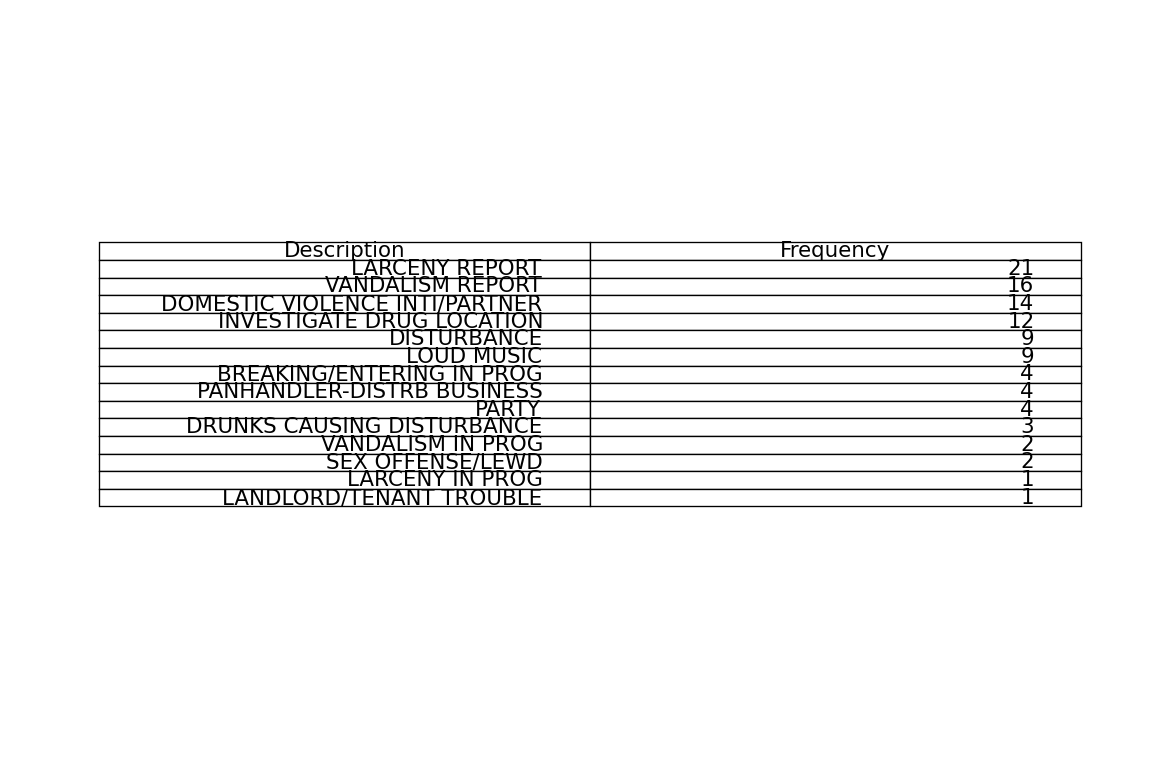 Description Frequency
LARCENY REPORT 21
VANDALISM REPORT 16
DOMESTIC VIOLENCE INTI/PARTNER 14
INVESTIGATE DRUG LOCATION 12
DISTURBANCE 9
LOUD MUSIC 9
BREAKING/ENTERING IN PROG 4
PANHANDLER-DISTRB BUSINESS 4
PARTY 4
DRUNKS CAUSING DISTURBANCE 3
VANDALISM IN PROG 2
SEX OFFENSE/LEWD 2
LARCENY IN PROG 1
LANDLORD/TENANT TROUBLE 1